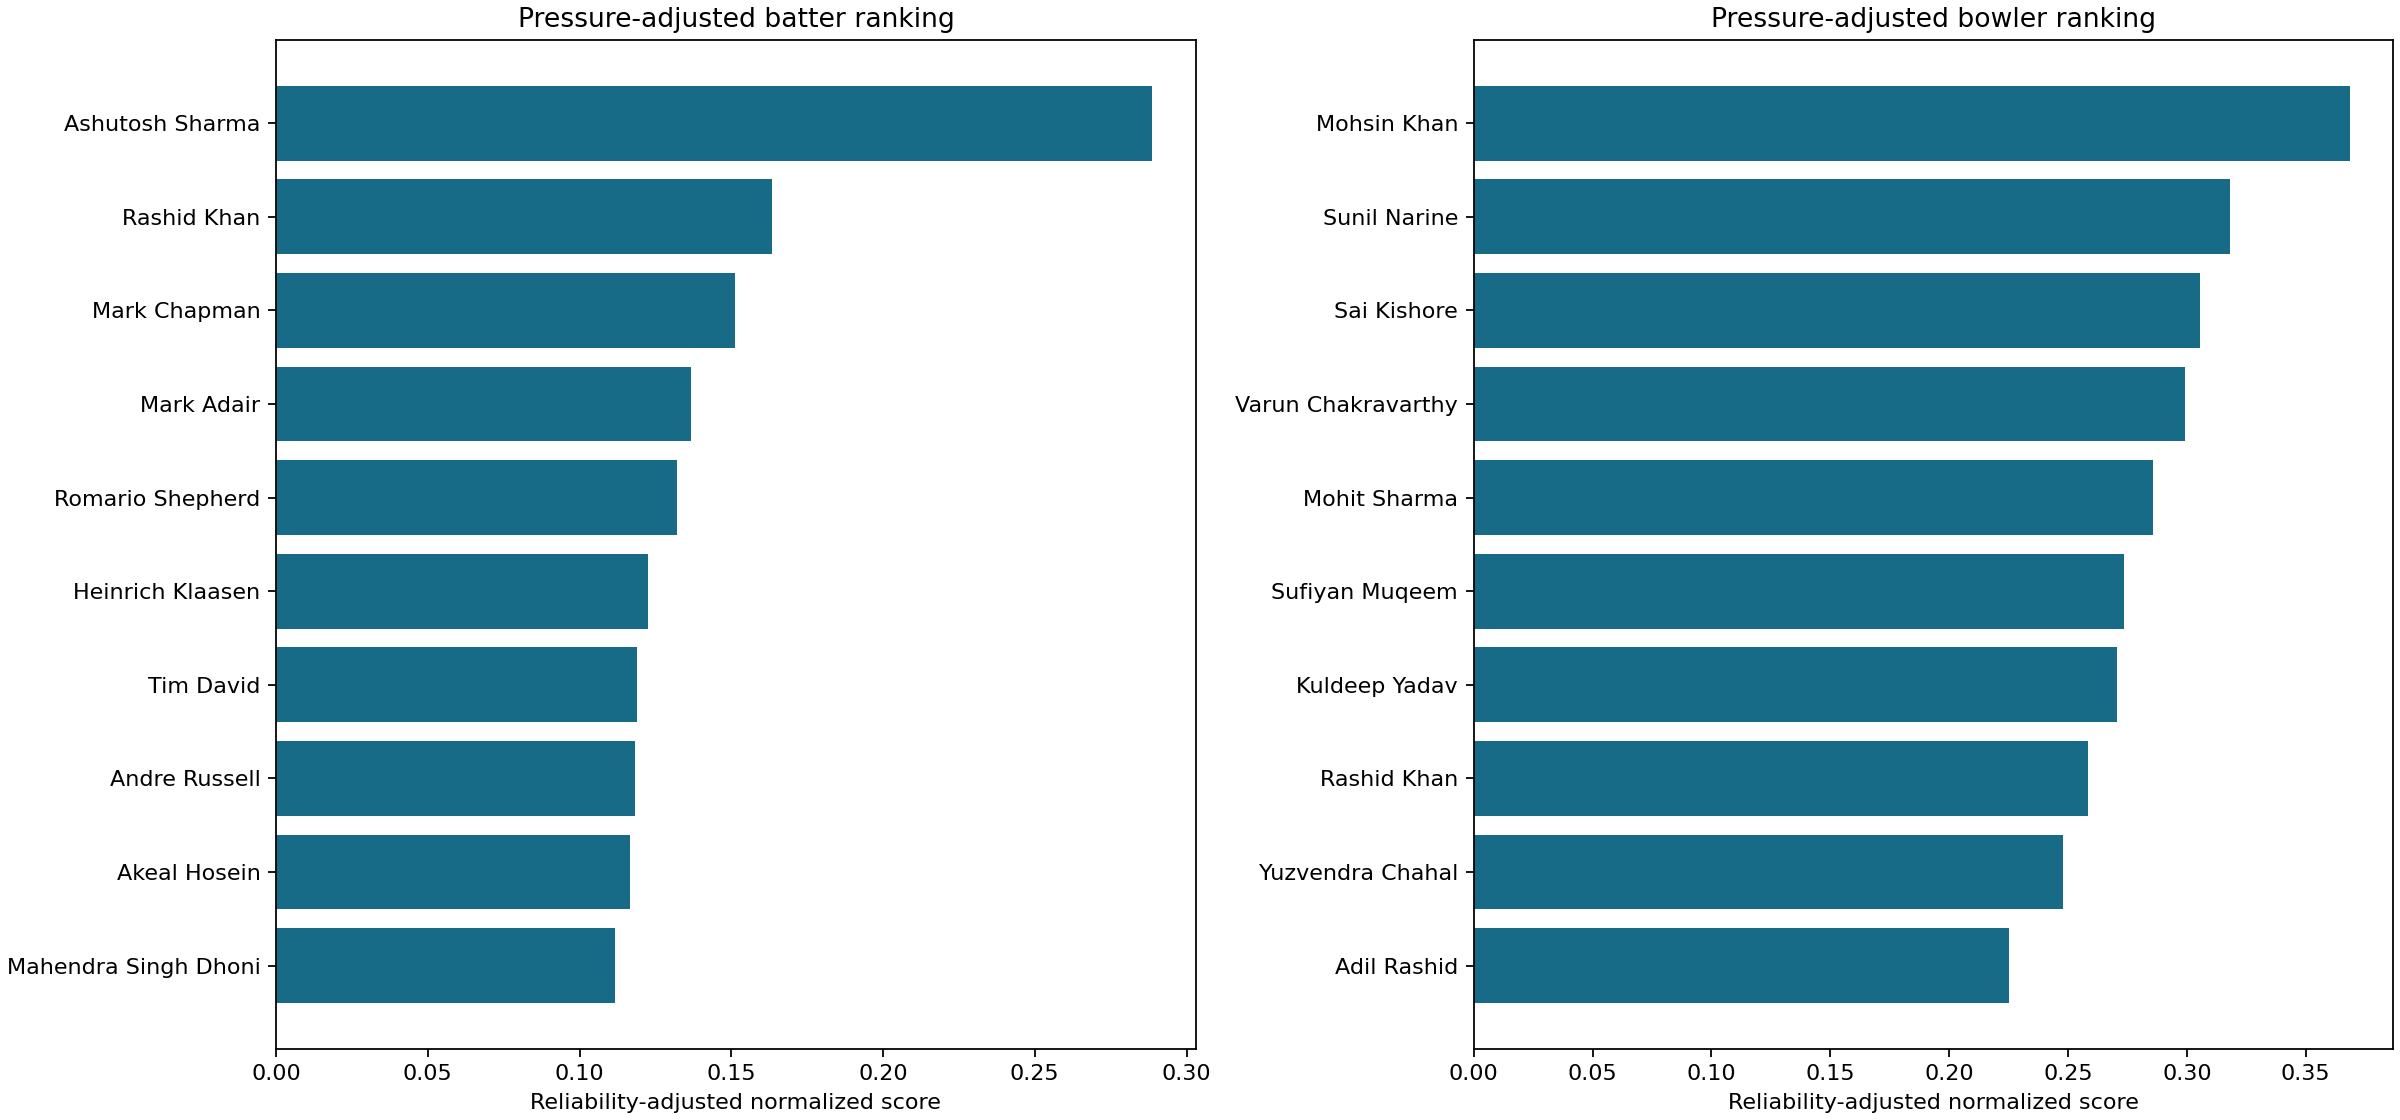 Pressure-adjusted batter ranking
Ashutosh Sharma
Rashid Khan
Mark Chapman
Mark Adair
Romario Shepherd
Heinrich Klaasen
Tim David
Andre Russell
Akeal Hosein
Mahendra Singh Dhoni
0.00 0.05 0.10 0.15 0.20 0.25 0.30
Reliability-adjusted normalized score
Pressure-adjusted bowler ranking
Mohsin Khan
Sunil Narine
Sai Kishore
Varun Chakravarthy
Mohit Sharma
Sufiyan Muqeem
Kuldeep Yadav
Rashid Khan
Yuzvendra Chahal
Adil Rashid
0.00 0.05 0.10 0.15 0.20 0.25 0.30 0.35
Reliability-adjusted normalized score